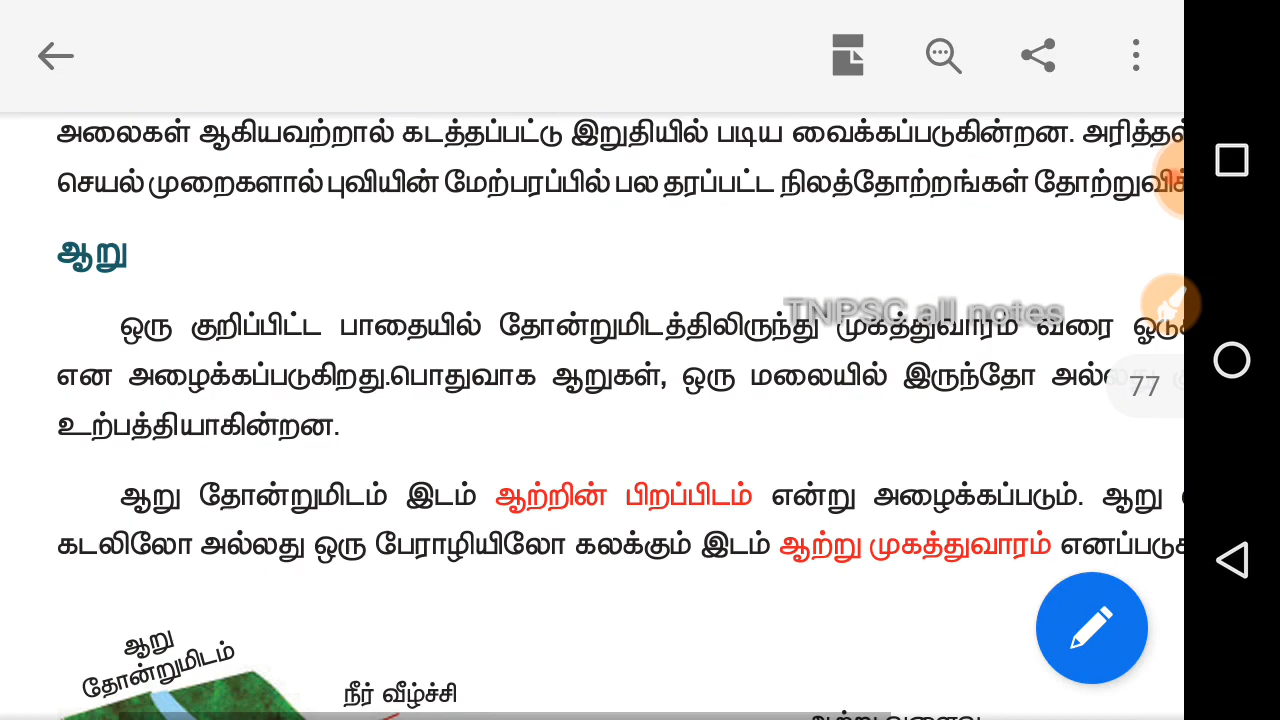 அலைகள் ஆகியவற்றால் கடத்தப்பட்டு இறுதியில் படிய வைக்கப்படுகின்றன. அரித்தல்
செயல் முறைகளால் புவியின் மேற்பரப்பில் பல தரப்பட்ட நிலத்தோற்றங்கள்
ஆறு
TNPSC all notes
ஒரு குறிப்பிட்ட பாதையில் தோன்றுமிடத்திலிருந்து முகத்துவாரம் வரை
என அழைக்கப்படுகிறது.பொதுவாக ஆறுகள், ஒரு மலையில் இருந்தோ அல்லது
77
உற்பத்தியாகின்றன.
ஆறு தோன்றுமிடம் இடம் ஆற்றின் பிறப்பிடம் என்று அழைக்கப்படும். ஆறு
கடலிலோ அல்லது ஒரு பேராழியிலோ கலக்கும் இடம் ஆற்று முகத்துவாரம்
ஆறு
தோன்றுமிடம்
நீர் வீழ்ச்சி